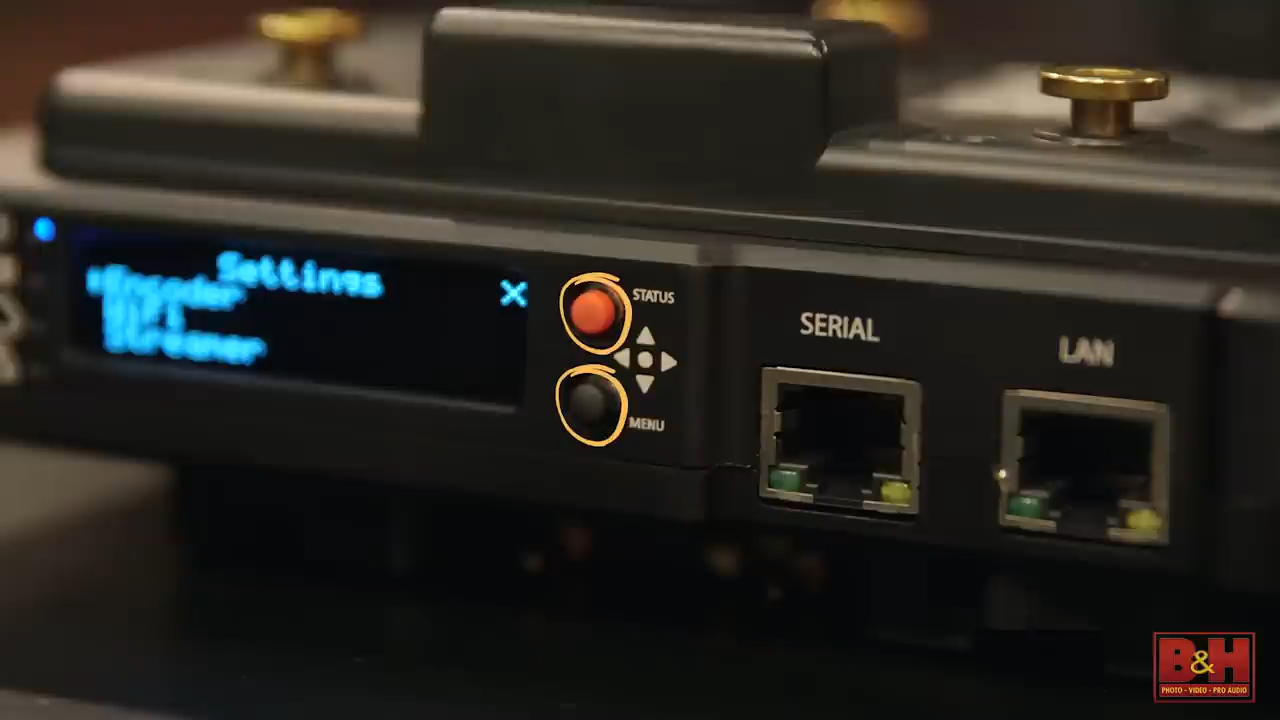 Settings
Encoder
WiFi
Streamer
X
STATUS
MENU
SERIAL
LAN
B&H
PHOTO - VIDEO - PRO AUDIO